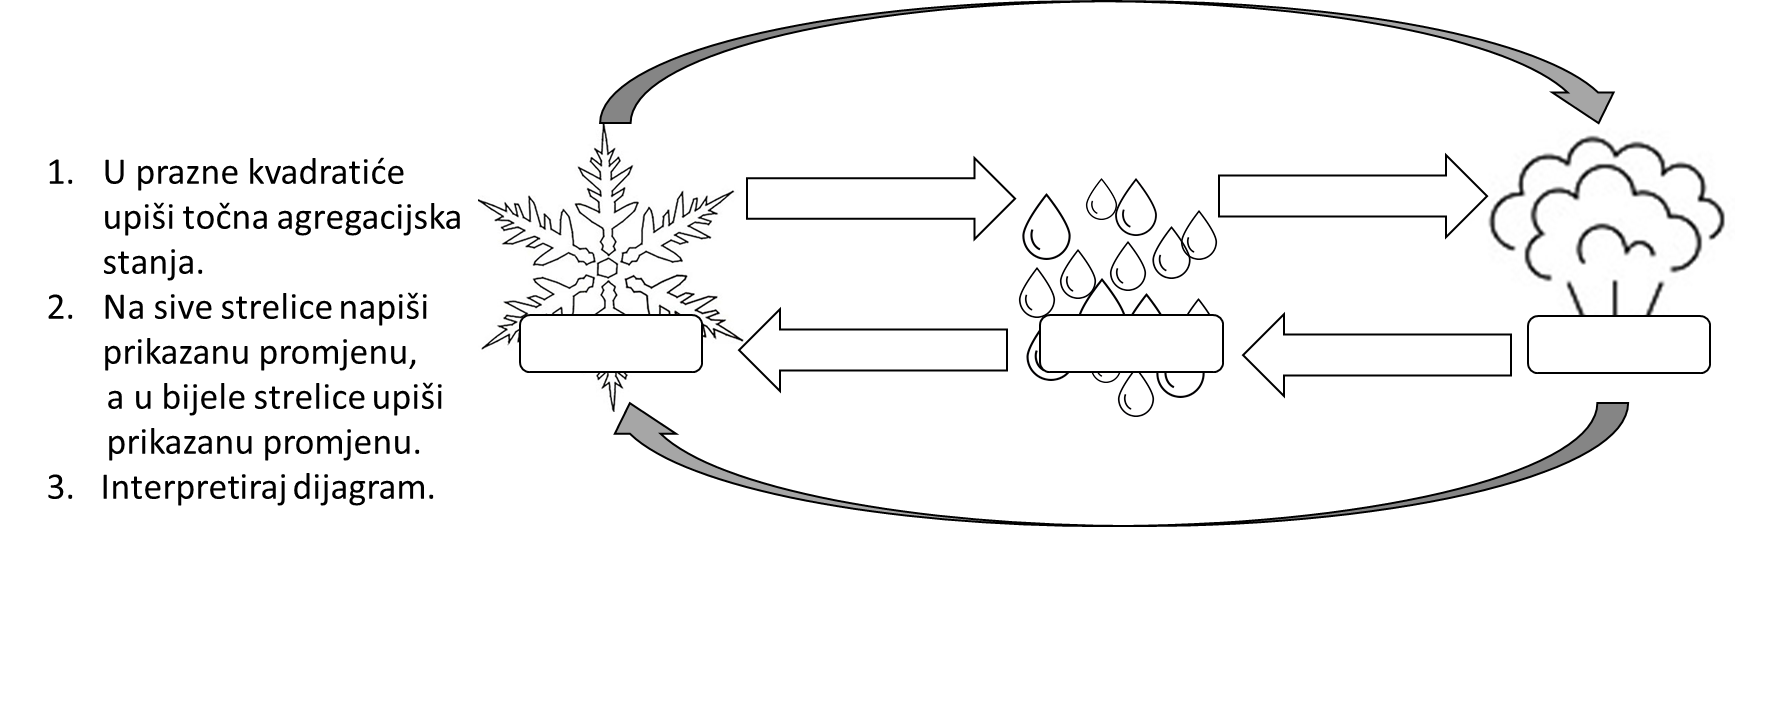 1. U prazne kvadratiće
upiši točna agregacijska
stanja.
2. Na sive strelice napiši
prikazanu promjenu,
a u bijele strelice upiši
prikazanu promjenu.
3. Interpretiraj dijagram.